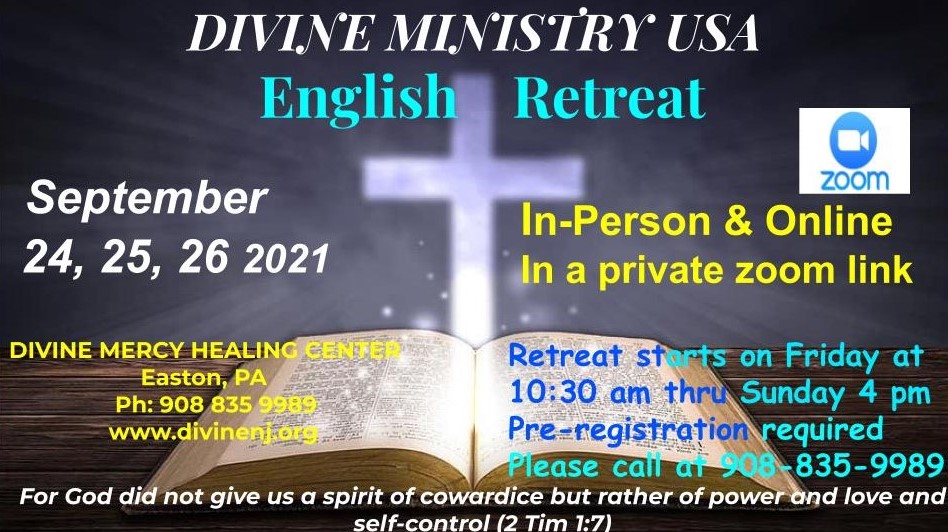 DIVINE MINISTRY USA
English Retreat
zoom
September
24, 25, 26 2021
In-Person & Online
In a private zoom link
DIVINE MERCY HEALING CENTER
Easton, PA
Ph: 908 835 9989
www.divinenj.org
Retreat starts on Friday at
10:30 am thru Sunday 4 pm
Pre-registration required
Please call at 908-835-9989
For God did not give us a spirit of cowardice but rather of power and love and
self-control (2 Tim 1:7)